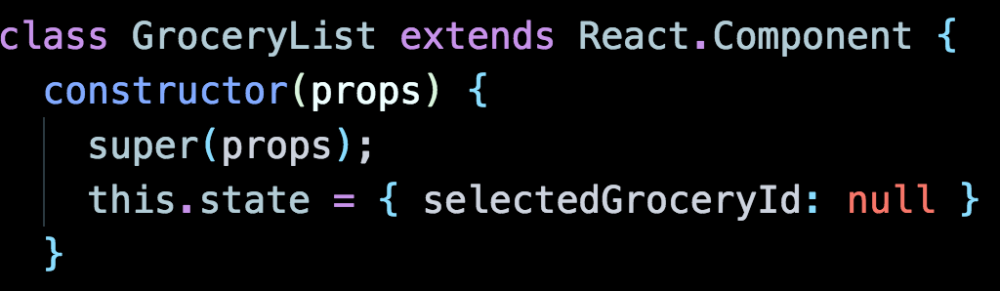 class GroceryList extends React.Component {
  constructor(props) {
    super(props);
    this.state = { selectedGroceryId: null }
  }